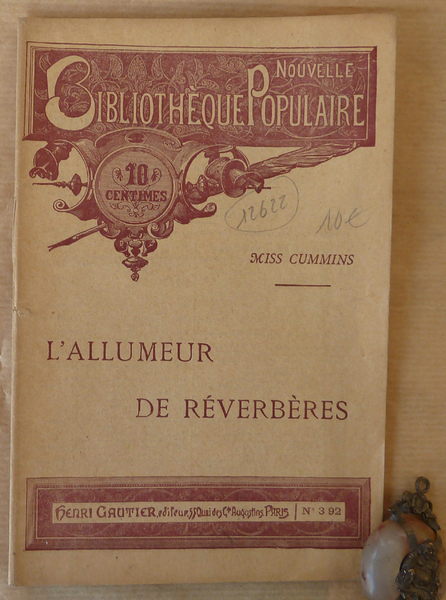 NOUVELLE
BIBLIOTHÈQUE POPULAIRE
10
CENTIMES
12622
10€
MISS CUMMINS
L'ALLUMEUR
DE RÉVERBÈRES
HENRI GAUTIER, editeur, 55 Quai des Gds Augustins PARIS | N° 392